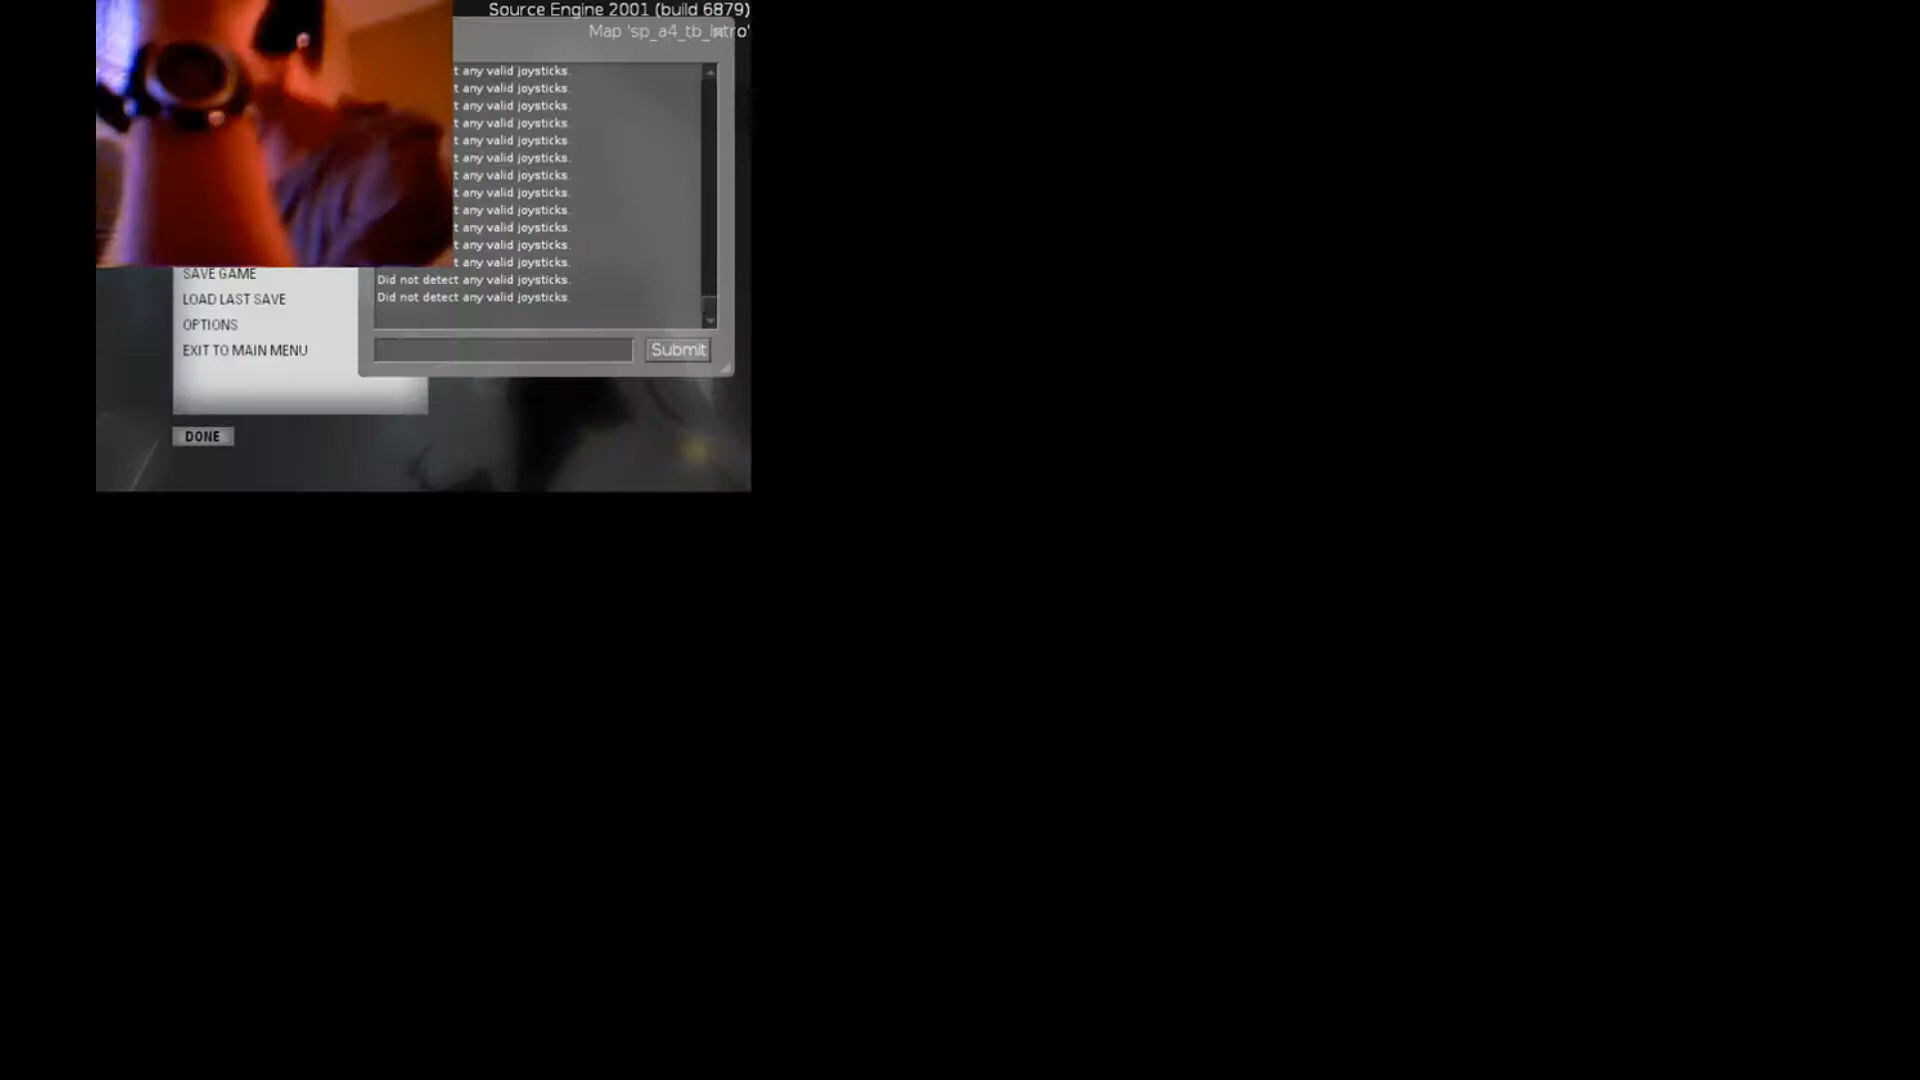 Source Engine 2001 (build 6879)
Map 'sp_a4_tb_intro'
t any valid joysticks.
t any valid joysticks.
t any valid joysticks.
t any valid joysticks.
t any valid joysticks.
t any valid joysticks.
t any valid joysticks.
t any valid joysticks.
t any valid joysticks.
t any valid joysticks.
t any valid joysticks.
t any valid joysticks.
Did not detect any valid joysticks.
Did not detect any valid joysticks.
SAVE GAME
LOAD LAST SAVE
OPTIONS
EXIT TO MAIN MENU
Submit
DONE